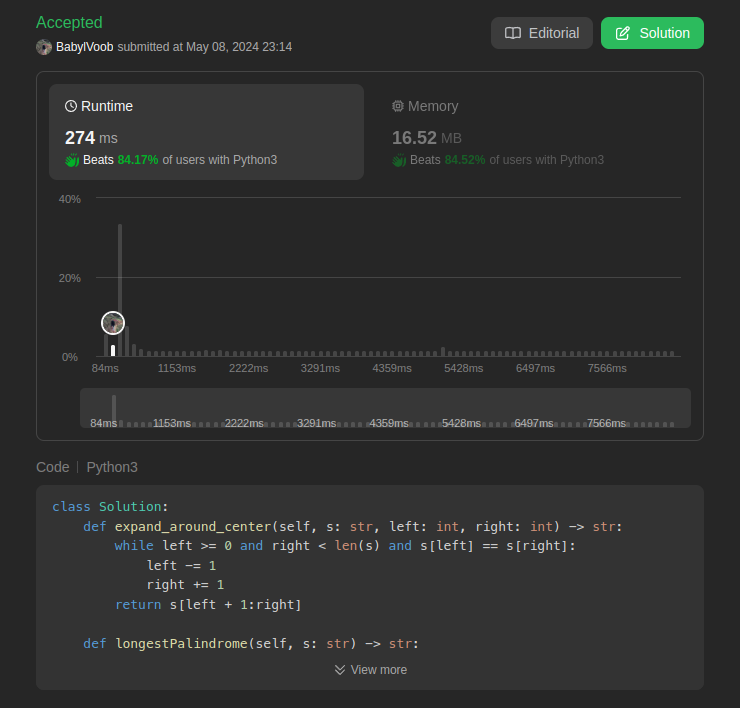 Accepted
BabylVoob submitted at May 08, 2024 23:14
Editorial
Solution
Runtime
274 ms
Beats 84.17% of users with Python3
Memory
16.52 MB
Beats 84.52% of users with Python3
40%
20%
0%
84ms 1153ms 2222ms 3291ms 4359ms 5428ms 6497ms 7566ms
84ms 1153ms 2222ms 3291ms 4359ms 5428ms 6497ms 7566ms
Code | Python3
class Solution:
    def expand_around_center(self, s: str, left: int, right: int) -> str:
        while left >= 0 and right < len(s) and s[left] == s[right]:
            left -= 1
            right += 1
        return s[left + 1:right]
    def longestPalindrome(self, s: str) -> str:
View more